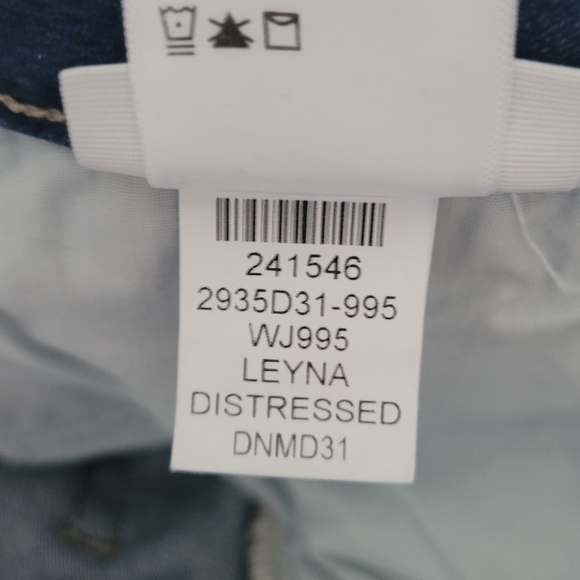 241546
2935D31-995
WJ995
LEYNA
DISTRESSED
DNMD31